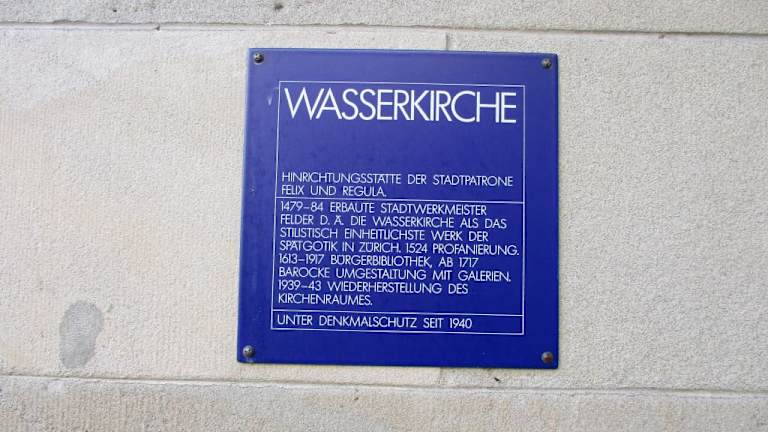 WASSERKIRCHE
HINRICHTUNGSSTÄTTE DER STADTPATRONE
FELIX UND REGULA.
1479–84 ERBAUTE STADTWERKMEISTER
FELDER D. Ä. DIE WASSERKIRCHE ALS DAS
STILISTISCH EINHEITLICHSTE WERK DER
SPÄTGOTIK IN ZÜRICH. 1524 PROFANIERUNG.
1613–1917 BÜRGERBIBLIOTHEK, AB 1717
BAROCKE UMGESTALTUNG MIT GALERIEN.
1939–43 WIEDERHERSTELLUNG DES
KIRCHENRAUMES.
UNTER DENKMALSCHUTZ SEIT 1940